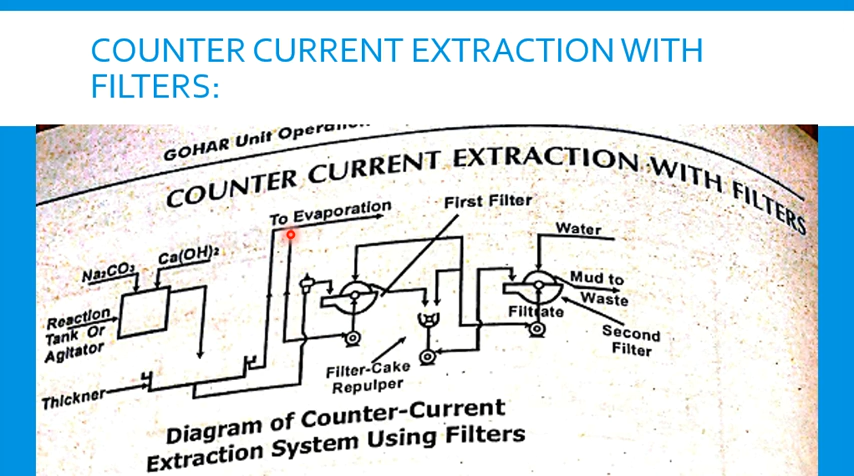 COUNTER CURRENT EXTRACTION WITH
FILTERS:
GOHAR Unit
COUNTER CURRENT EXTRACTION WITH FILTERS
To Evaporation
First Filter
Water
Na₂CO₃
Ca(OH)₂
Mud to
Waste
Reaction
Tank Or
Agitator
Filtrate
Second
Filter
Filter-Cake
Repulper
Thickner
Diagram of Counter-Current
Extraction System Using Filters